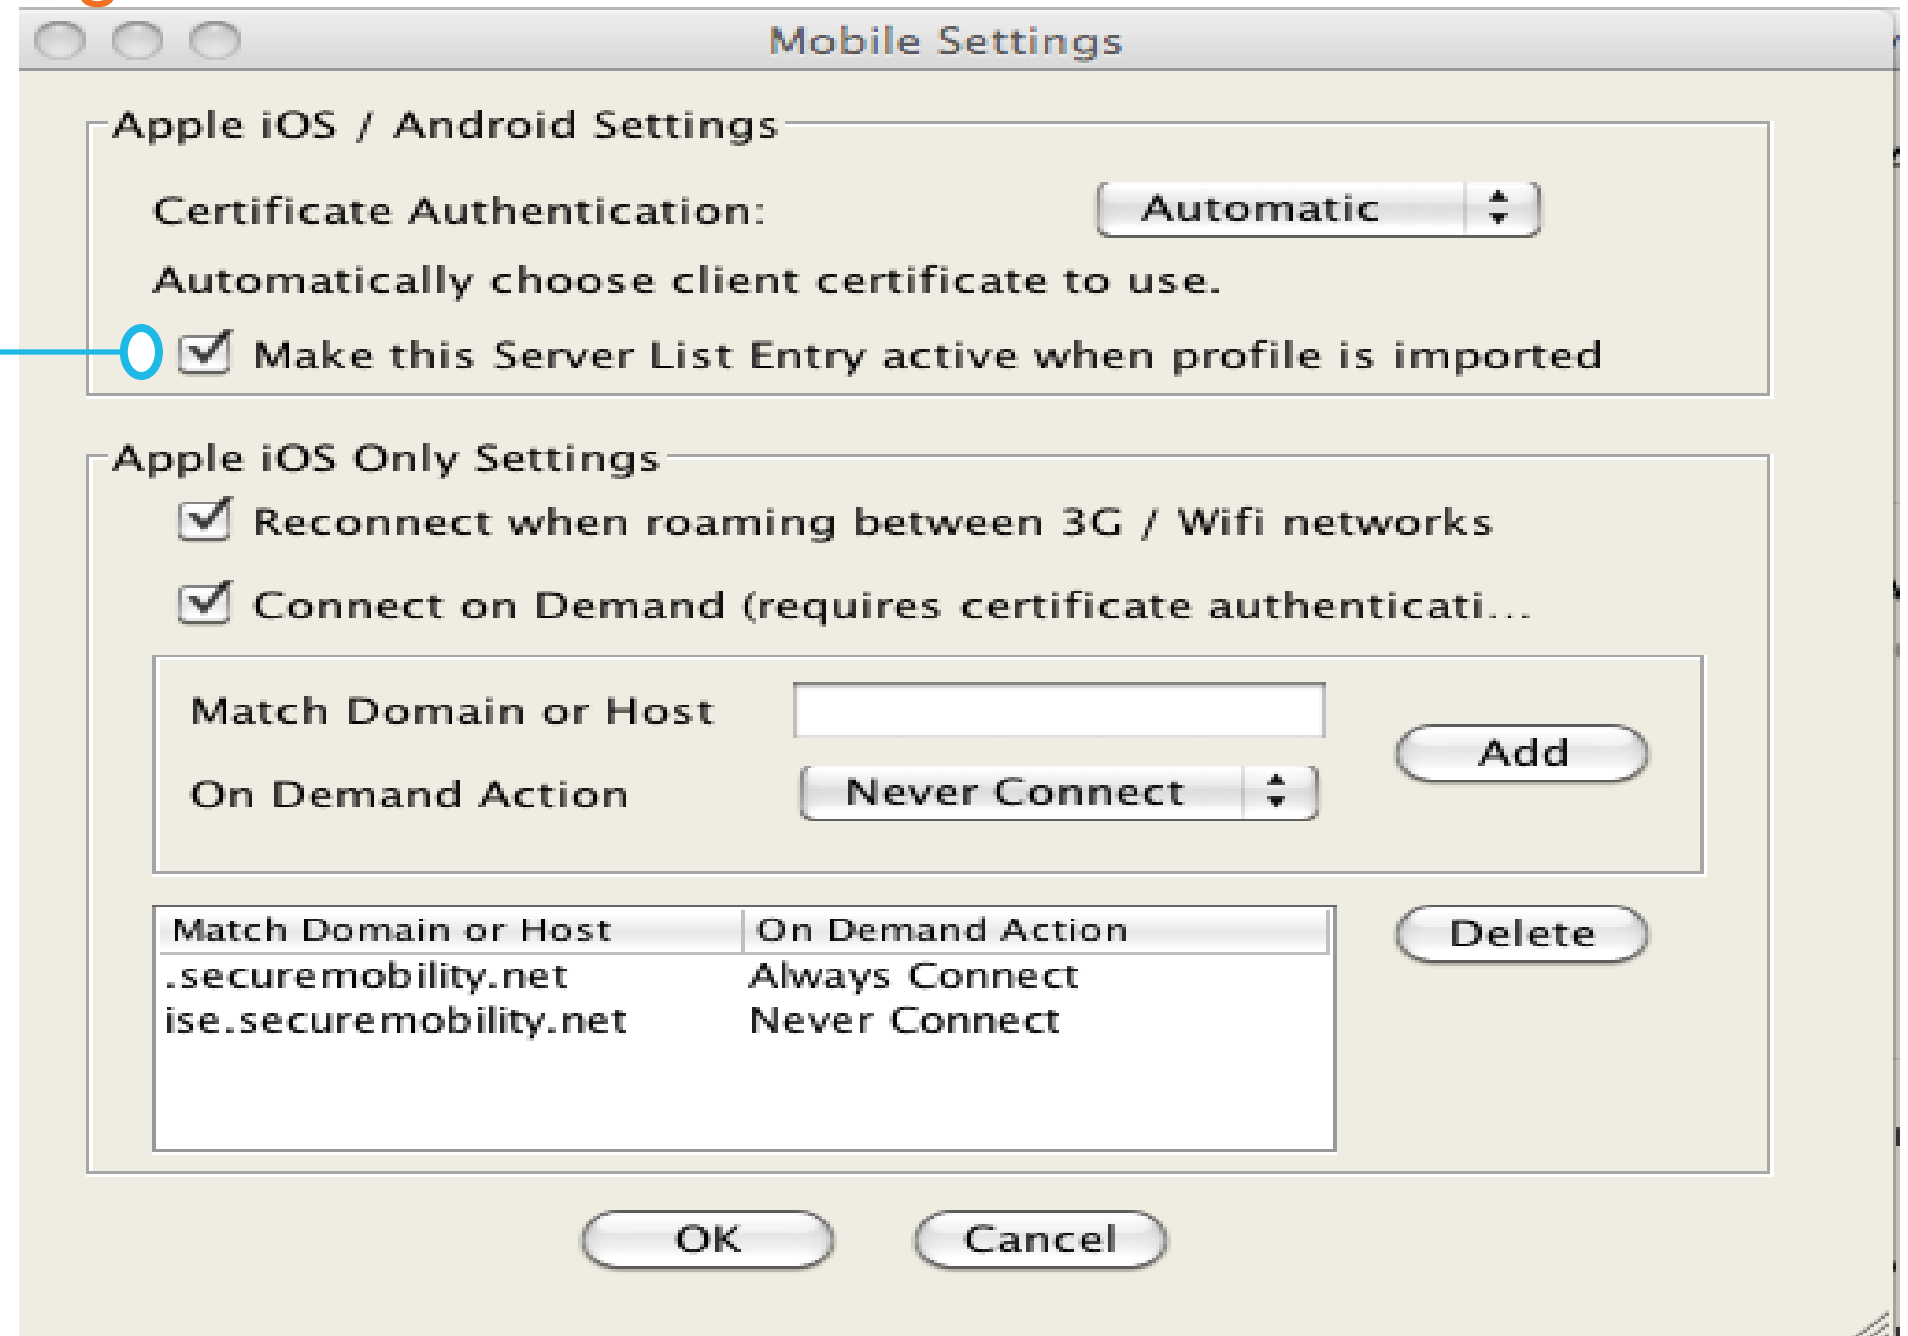 Mobile Settings
Apple iOS / Android Settings
Certificate Authentication: Automatic
Automatically choose client certificate to use.
Make this Server List Entry active when profile is imported
Apple iOS Only Settings
Reconnect when roaming between 3G / Wifi networks
Connect on Demand (requires certificate authenticati...
Match Domain or Host
Add
On Demand Action Never Connect
Match Domain or Host On Demand Action
Delete
.securemobility.net Always Connect
ise.securemobility.net Never Connect
OK Cancel